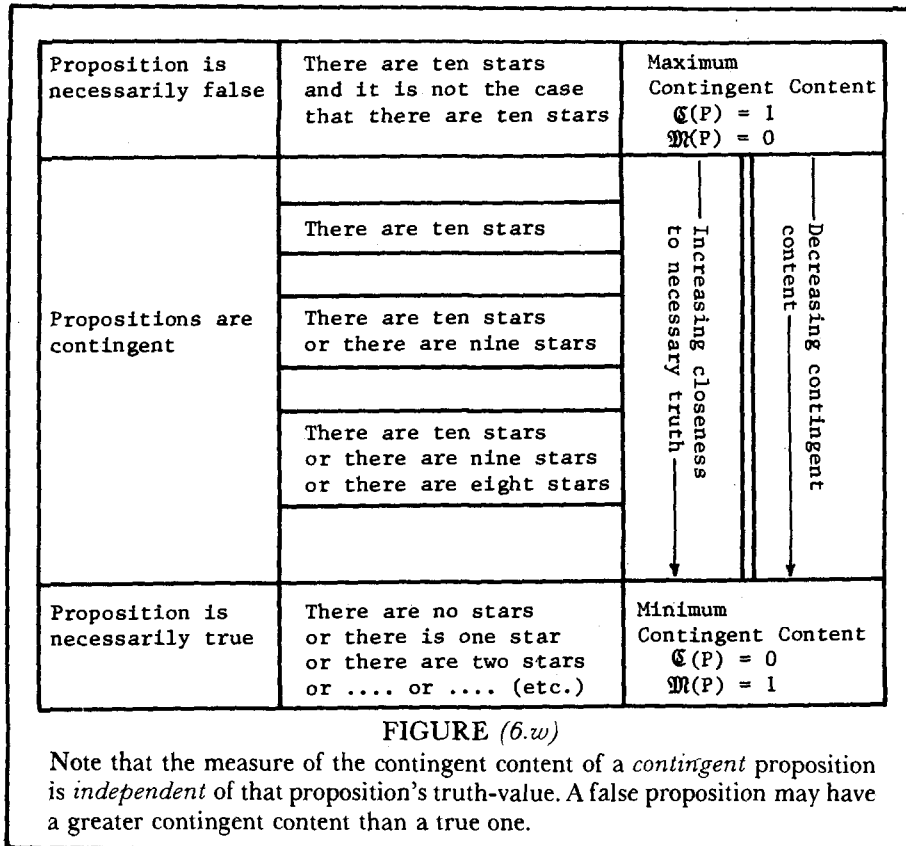 Proposition is
necessarily false
There are ten stars
and it is not the case
that there are ten stars
Maximum
Contingent Content
ℭ(P) = 1
𝔐(P) = 0
Propositions are
contingent
There are ten stars
There are ten stars
or there are nine stars
There are ten stars
or there are nine stars
or there are eight stars
Increasing closeness
to necessary truth
Decreasing contingent
content
Proposition is
necessarily true
There are no stars
or there is one star
or there are two stars
or .... or .... (etc.)
Minimum
Contingent Content
ℭ(P) = 0
𝔐(P) = 1
FIGURE (6.w)
Note that the measure of the contingent content of a contingent proposition
is independent of that proposition's truth-value. A false proposition may have
a greater contingent content than a true one.